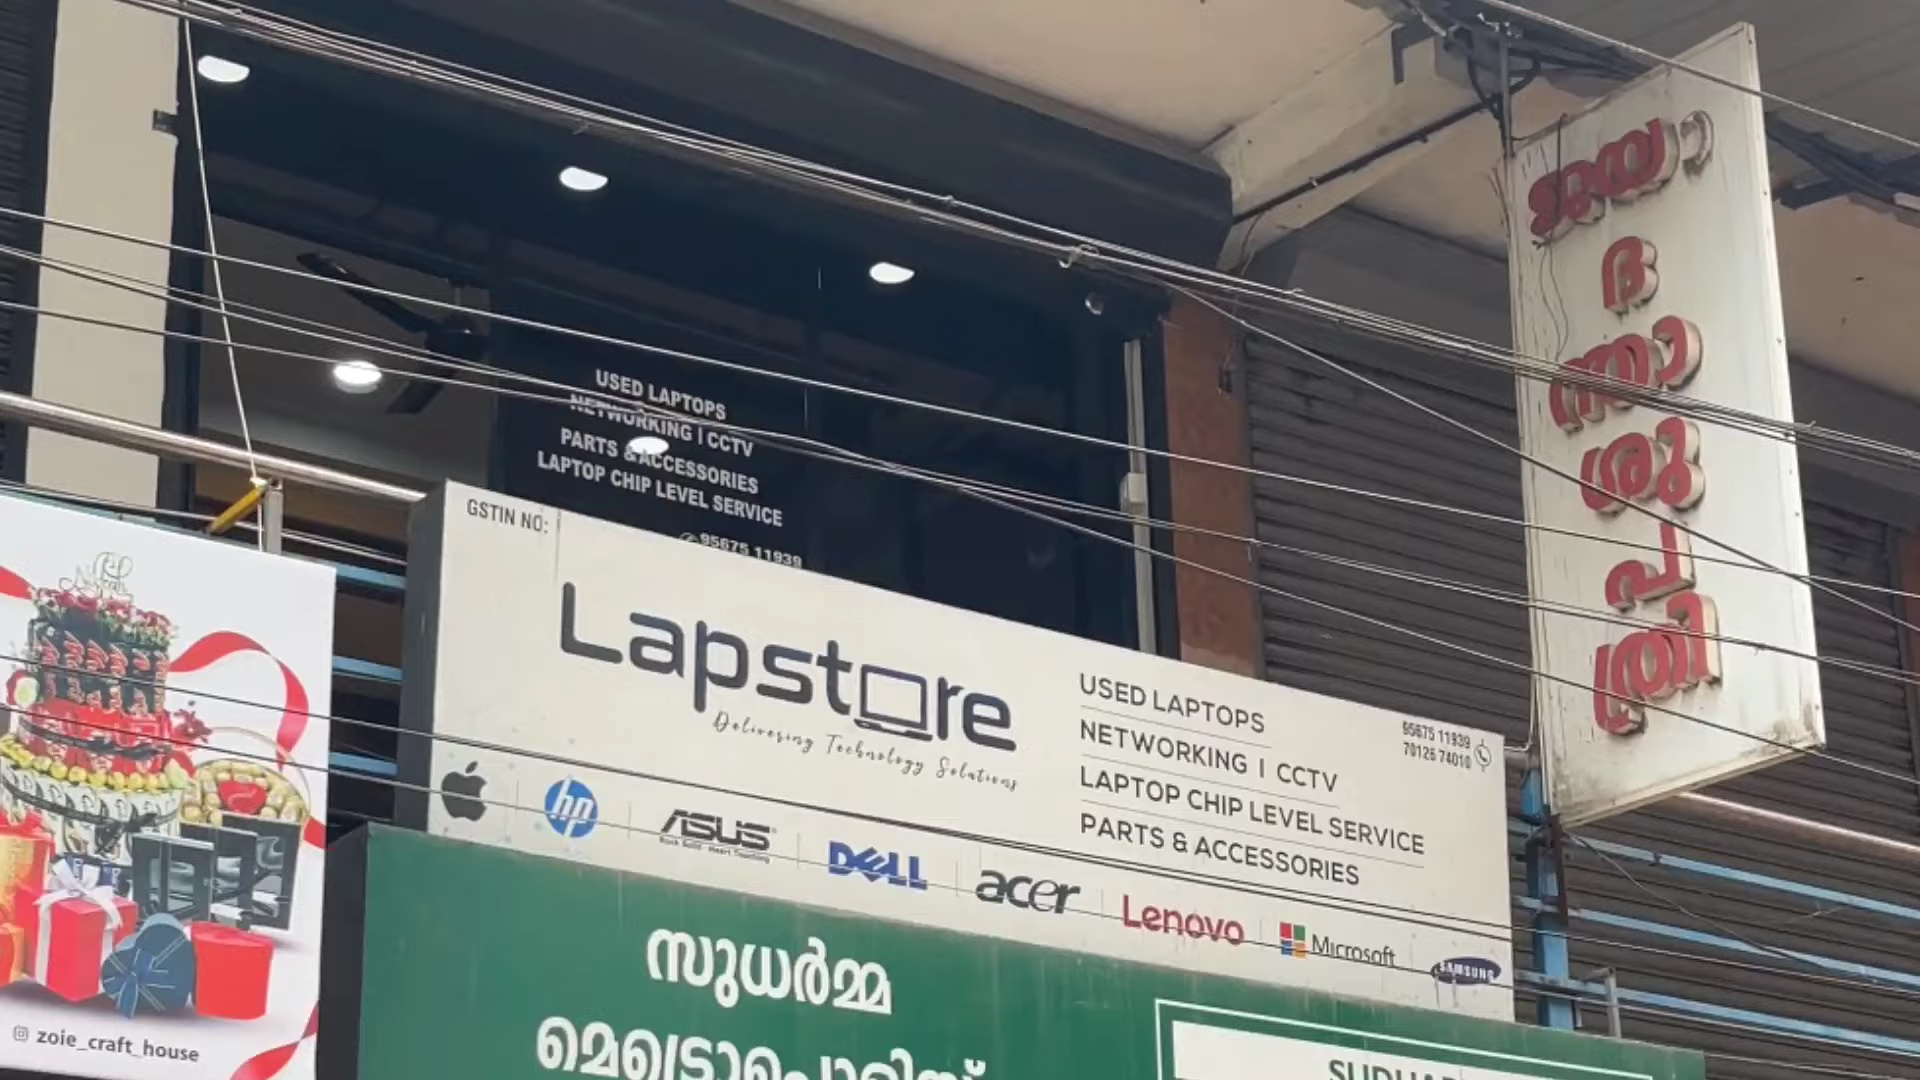 USED LAPTOPS
NETWORKING | CCTV
PARTS & ACCESSORIES
LAPTOP CHIP LEVEL SERVICE
95675 11939
GSTIN NO:
Lapstore
Delivering Technology Solutions
USED LAPTOPS
NETWORKING | CCTV
LAPTOP CHIP LEVEL SERVICE
PARTS & ACCESSORIES
95675 11939
70126 74010
hp
ASUS
DELL
acer
Lenovo
Microsoft
SAMSUNG
സുധർമ്മ
മെട്രൊപൊളിസ്
zoie_craft_house